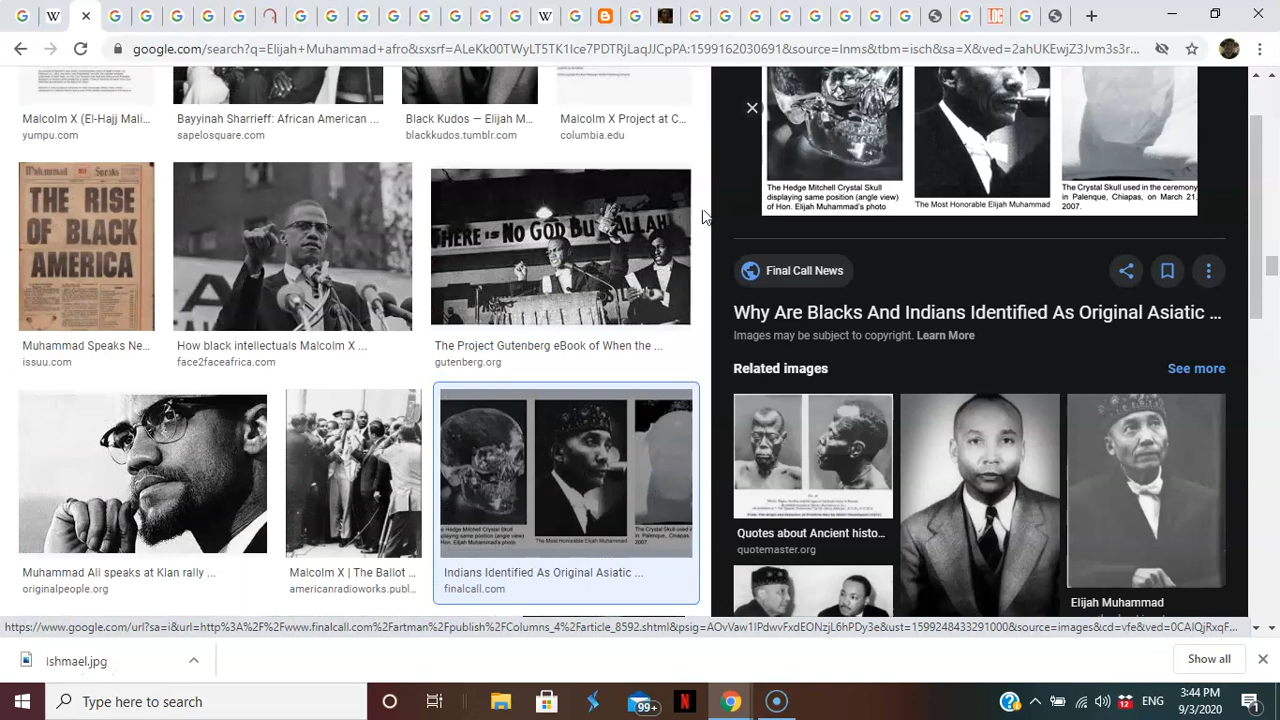 google.com/search?q=Elijah+Muhammad+afro&sxsrf=ALeKk00TWyLT5TK1Ice7PDTRjLaqJJCpPA:1599162030691&source=lnms&tbm=isch&sa=X&ved=2ahUKEwjZ3Jvm3s3r...
Malcolm X (El-Hajj Mali...
yumpu.com
Bayyinah Sharrieff: African American ...
sapelosquare.com
Black Kudos — Elijah M...
blackkudos.tumblr.com
Malcolm X Project at C...
columbia.edu
Muhammad Speaks
THE RISE
OF BLACK
AMERICA
THERE IS NO GOD BUT ALLAH
Muhammad Speaks Ne...
issuu.com
How black intellectuals Malcolm X ...
face2faceafrica.com
The Project Gutenberg eBook of When the ...
gutenberg.org
Muhammad Ali speaks at Klan rally ...
originalpeople.org
Malcolm X | The Ballot ...
americanradioworks.publ...
The Most Honorable Elijah Muhammad
2007.
Indians Identified As Original Asiatic ...
finalcall.com
The Hedge Mitchell Crystal Skull
displaying same position (angle view)
of Hon. Elijah Muhammad's photo
The Most Honorable Elijah Muhammad
The Crystal Skull used in the ceremony
in Palenque, Chiapas, on March 21,
2007.
Final Call News
Why Are Blacks And Indians Identified As Original Asiatic ...
Images may be subject to copyright. Learn More
Related images
See more
Quotes about Ancient histo...
quotemaster.org
Elijah Muhammad
https://www.google.com/url?sa=i&url=http%3A%2F%2Fwww.finalcall.com%2Fartman%2Fpublish%2FColumns_4%2Farticle_8592.shtml&psig=AOvVaw1lPdwvFxdEONzjL6hPDy3e&ust=1599248433291000&source=images&cd=vfe&ved=0CAIQjRxqF...
Ishmael.jpg
Show all
Type here to search
99+
N
12
ENG
3:44 PM
9/3/2020
1